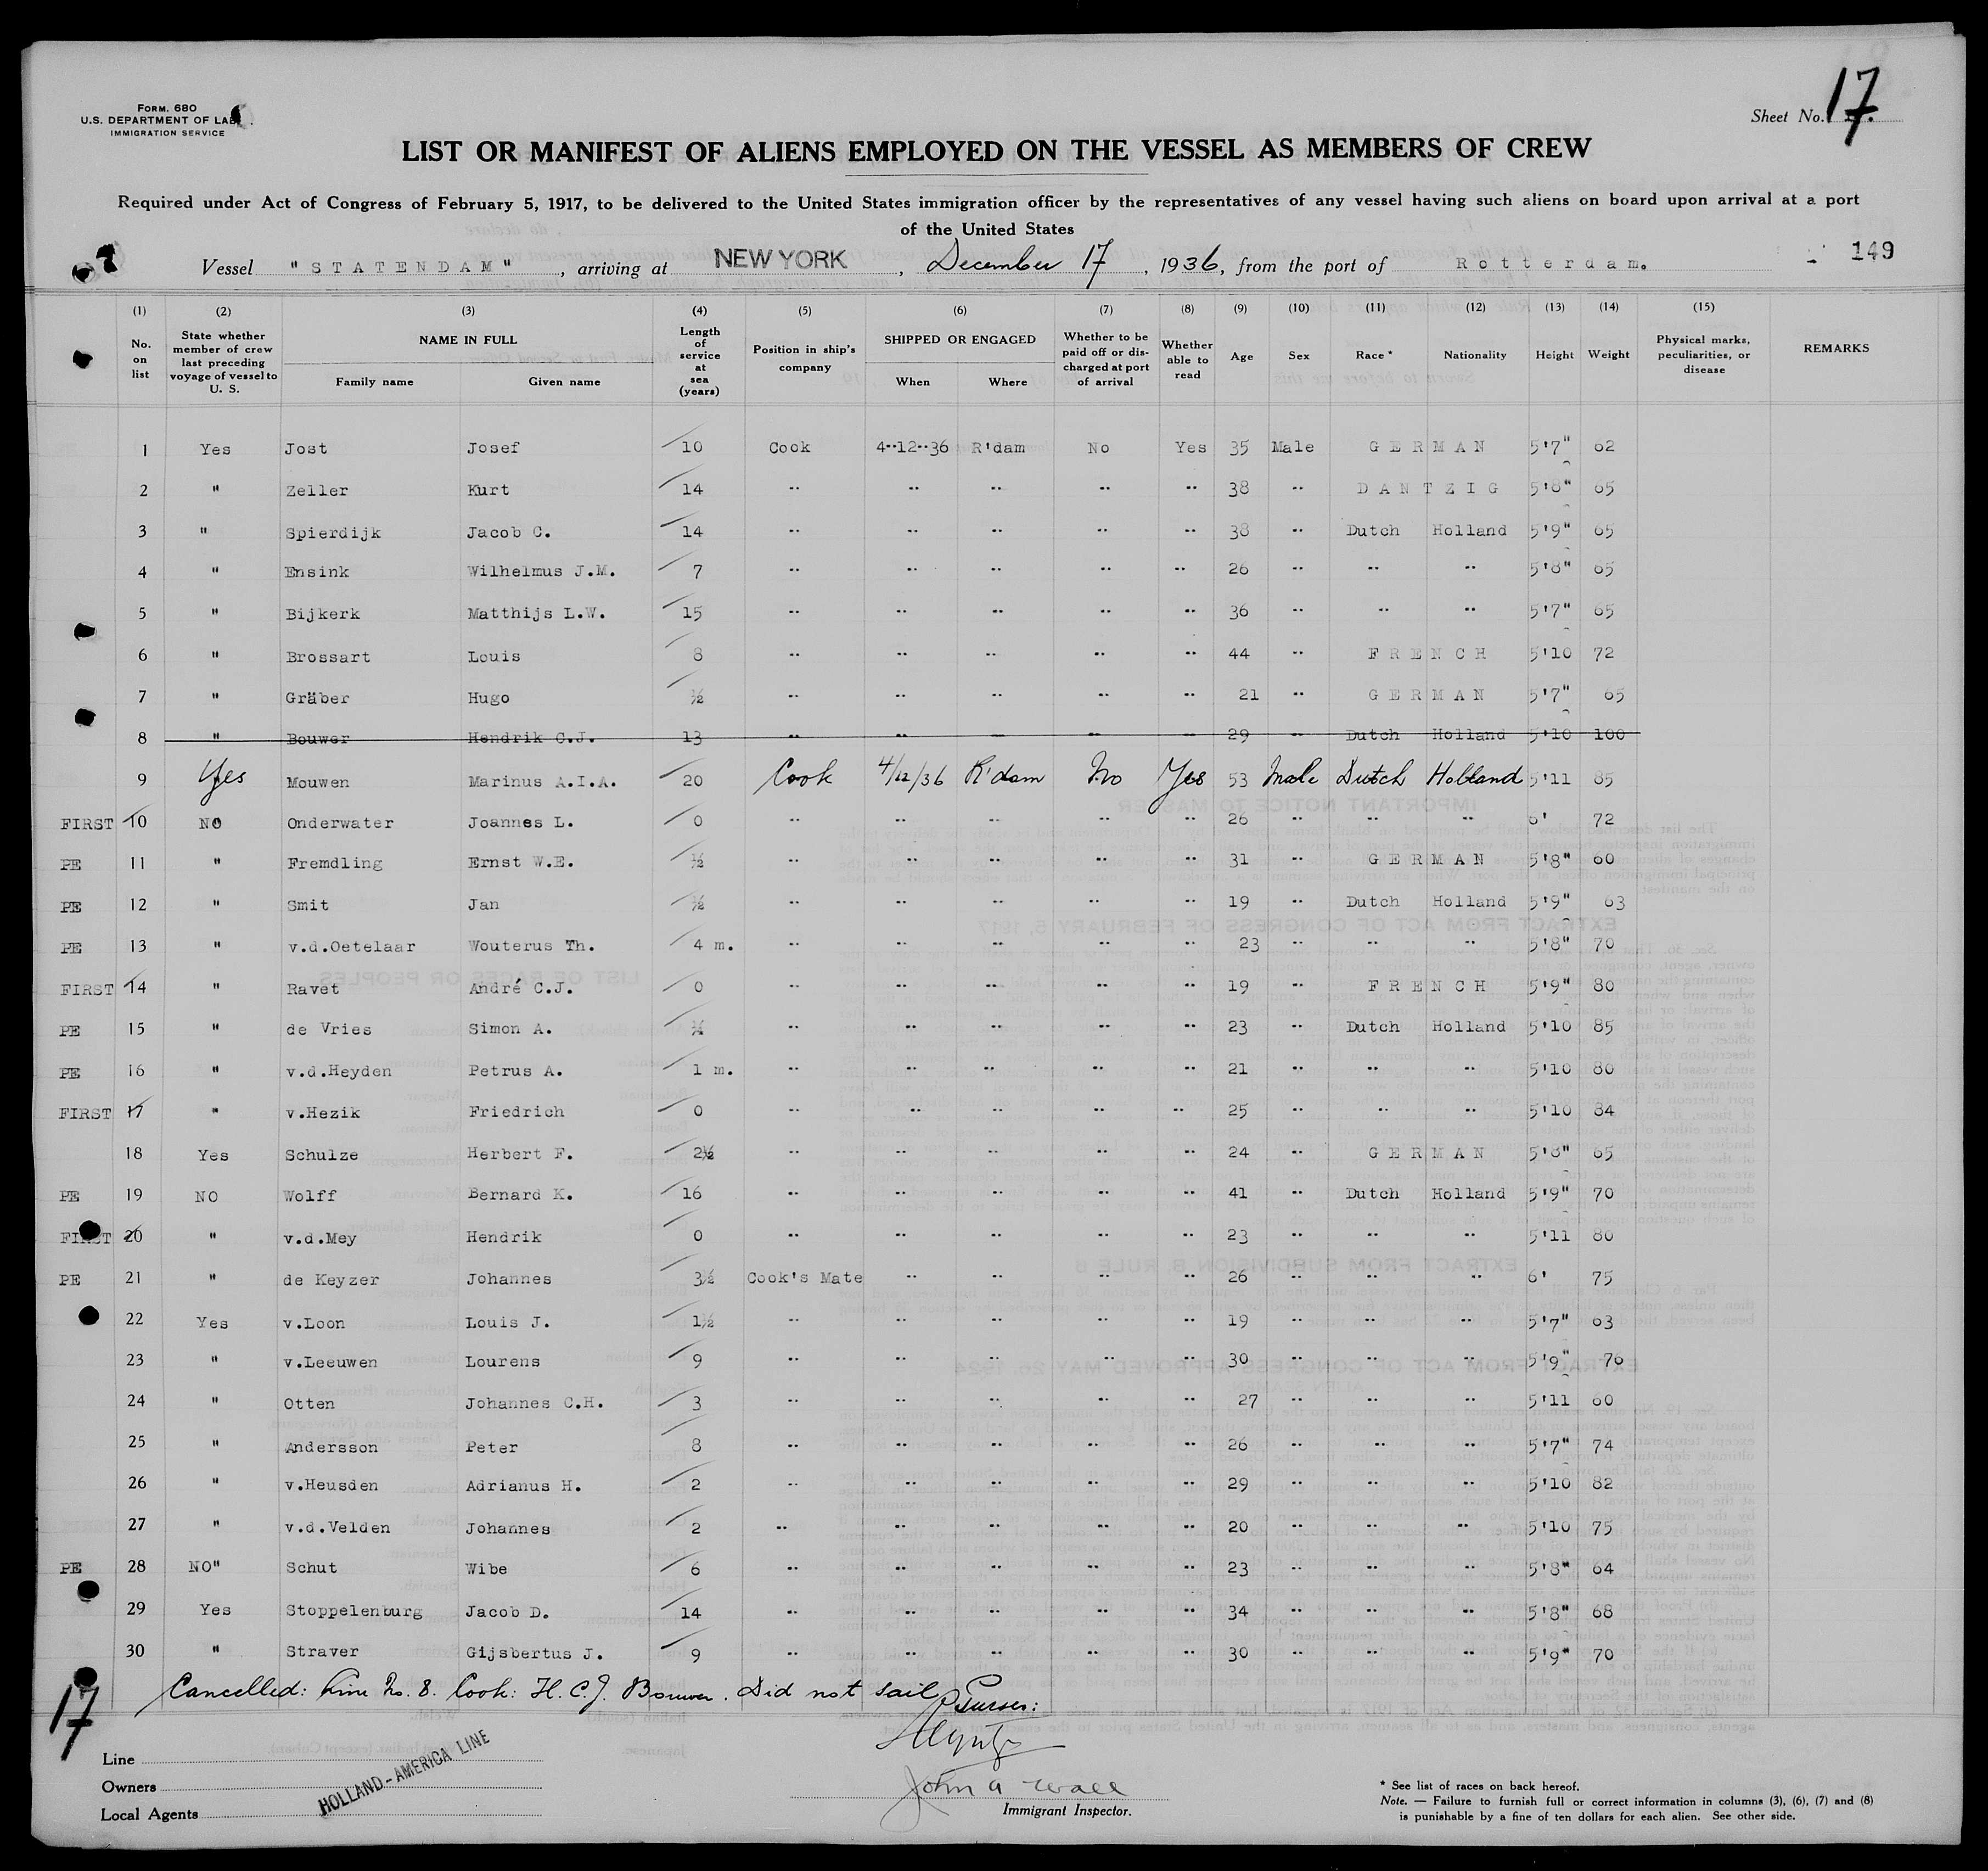 FORM. 680
U.S. DEPARTMENT OF LAB
IMMIGRATION SERVICE
Sheet No. 17
LIST OR MANIFEST OF ALIENS EMPLOYED ON THE VESSEL AS MEMBERS OF CREW
Required under Act of Congress of February 5, 1917, to be delivered to the United States immigration officer by the representatives of any vessel having such aliens on board upon arrival at a port
of the United States
Vessel "STATENDAM", arriving at NEW YORK, December 17, 1936, from the port of Rotterdam. 149
(1) (2) (3) (4) (5) (6) (7) (8) (9) (10) (11) (12) (13) (14) (15)
No. on list State whether member of crew last preceding voyage of vessel to U. S. NAME IN FULL Family name Given name Length of service at sea (years) Position in ship's company SHIPPED OR ENGAGED When Where Whether to be paid off or discharged at port of arrival Whether able to read Age Sex Race * Nationality Height Weight Physical marks, peculiarities, or disease REMARKS
1 Yes Jost Josef 10 Cook 4-12-36 R'dam No Yes 35 Male GERMAN 5'7" 62
2 " Zeller Kurt 14 -- -- -- -- -- 38 -- DANTZIG 5'8" 65
3 " Spierdijk Jacob C. 14 -- -- -- -- -- 38 -- Dutch Holland 5'9" 65
4 " Ensink Wilhelmus J.M. 7 -- -- -- -- -- 26 -- -- -- 5'8" 65
5 " Bijkerk Matthijs L.W. 15 -- -- -- -- -- 36 -- -- -- 5'7" 65
6 " Brossart Louis 8 -- -- -- -- -- 44 -- FRENCH 5'10 72
7 " Gräber Hugo ½ -- -- -- -- -- 21 -- GERMAN 5'7" 65
8 " Bouwer Hendrik C.J. 13 -- -- -- -- -- 29 -- Dutch Holland 5'10 100
9 Yes Mouwen Marinus A.I.A. 20 Cook 4/12/36 R'dam No Yes 53 Male Dutch Holland 5'11 85
FIRST 10 NO Onderwater Joannes L. 0 -- -- -- -- -- 26 -- -- -- 6' 72
PE 11 " Fremdling Ernst W.E. ½ -- -- -- -- -- 31 -- GERMAN 5'8" 60
PE 12 " Smit Jan ½ -- -- -- -- -- 19 -- Dutch Holland 5'9" 63
PE 13 " v.d.Oetelaar Wouterus Th. 4 m. -- -- -- -- -- 23 -- -- -- 5'8" 70
FIRST 14 " Ravet André C.J. 0 -- -- -- -- -- 19 -- FRENCH 5'9" 80
PE 15 " de Vries Simon A. -- -- -- -- -- 23 -- Dutch Holland 5'10 85
PE 16 " v.d.Heyden Petrus A. 1 m. -- -- -- -- -- 21 -- -- -- 5'10 80
FIRST 17 " v.Hezik Friedrich 0 -- -- -- -- -- 25 -- -- -- 5'10 84
18 Yes Schulze Herbert F. 2½ -- -- -- -- -- 24 -- GERMAN 5'8" 65
PE 19 NO Wolff Bernard K. 16 -- -- -- -- -- 41 -- Dutch Holland 5'9" 70
FIRST 20 " v.d.Mey Hendrik 0 -- -- -- -- -- 23 -- -- -- 5'11 80
PE 21 " de Keyzer Johannes 3½ Cook's Mate -- -- -- -- 26 -- -- -- 6' 75
22 Yes v.Loon Louis J. 1½ -- -- -- -- -- 19 -- -- -- 5'7" 63
23 " v.Leeuwen Lourens 9 -- -- -- -- -- 30 -- -- -- 5'9" 76
24 " Otten Johannes C.H. 3 -- -- -- -- -- 27 -- -- -- 5'11 60
25 " Andersson Peter 8 -- -- -- -- -- 26 -- -- -- 5'7" 74
26 " v.Heusden Adrianus H. 2 -- -- -- -- -- 29 -- -- -- 5'10 82
27 " v.d.Velden Johannes 2 -- -- -- -- -- 20 -- -- -- 5'10 75
PE 28 NO" Schut Wibe 6 -- -- -- -- -- 23 -- -- -- 5'8" 64
29 Yes Stoppelenburg Jacob D. 14 -- -- -- -- -- 34 -- -- -- 5'8" 68
30 " Straver Gijsbertus J. 9 -- -- -- -- -- 30 -- -- -- 5'9" 70
Cancelled: Line No. 8. Cook: H. C. J. Bouwer. Did not sail. Purser:
17
Line
Owners
Local Agents
HOLLAND-AMERICA LINE
John A Wall
Immigrant Inspector.
* See list of races on back hereof.
Note. — Failure to furnish full or correct information in columns (3), (6), (7) and (8)
is punishable by a fine of ten dollars for each alien. See other side.